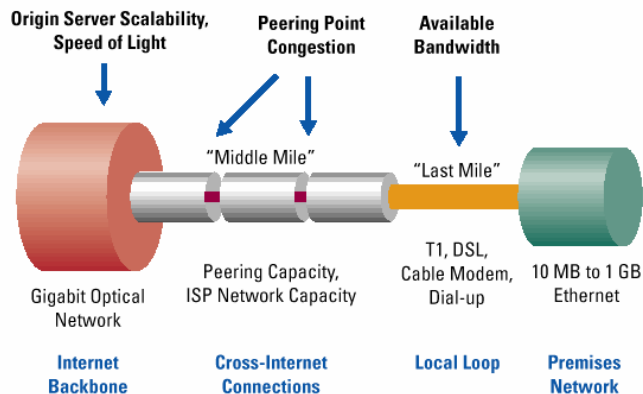 Origin Server Scalability,
Speed of Light
Peering Point
Congestion
Available
Bandwidth
“Middle Mile”
“Last Mile”
Gigabit Optical
Network
Peering Capacity,
ISP Network Capacity
T1, DSL,
Cable Modem,
Dial-up
10 MB to 1 GB
Ethernet
Internet
Backbone
Cross-Internet
Connections
Local Loop
Premises
Network